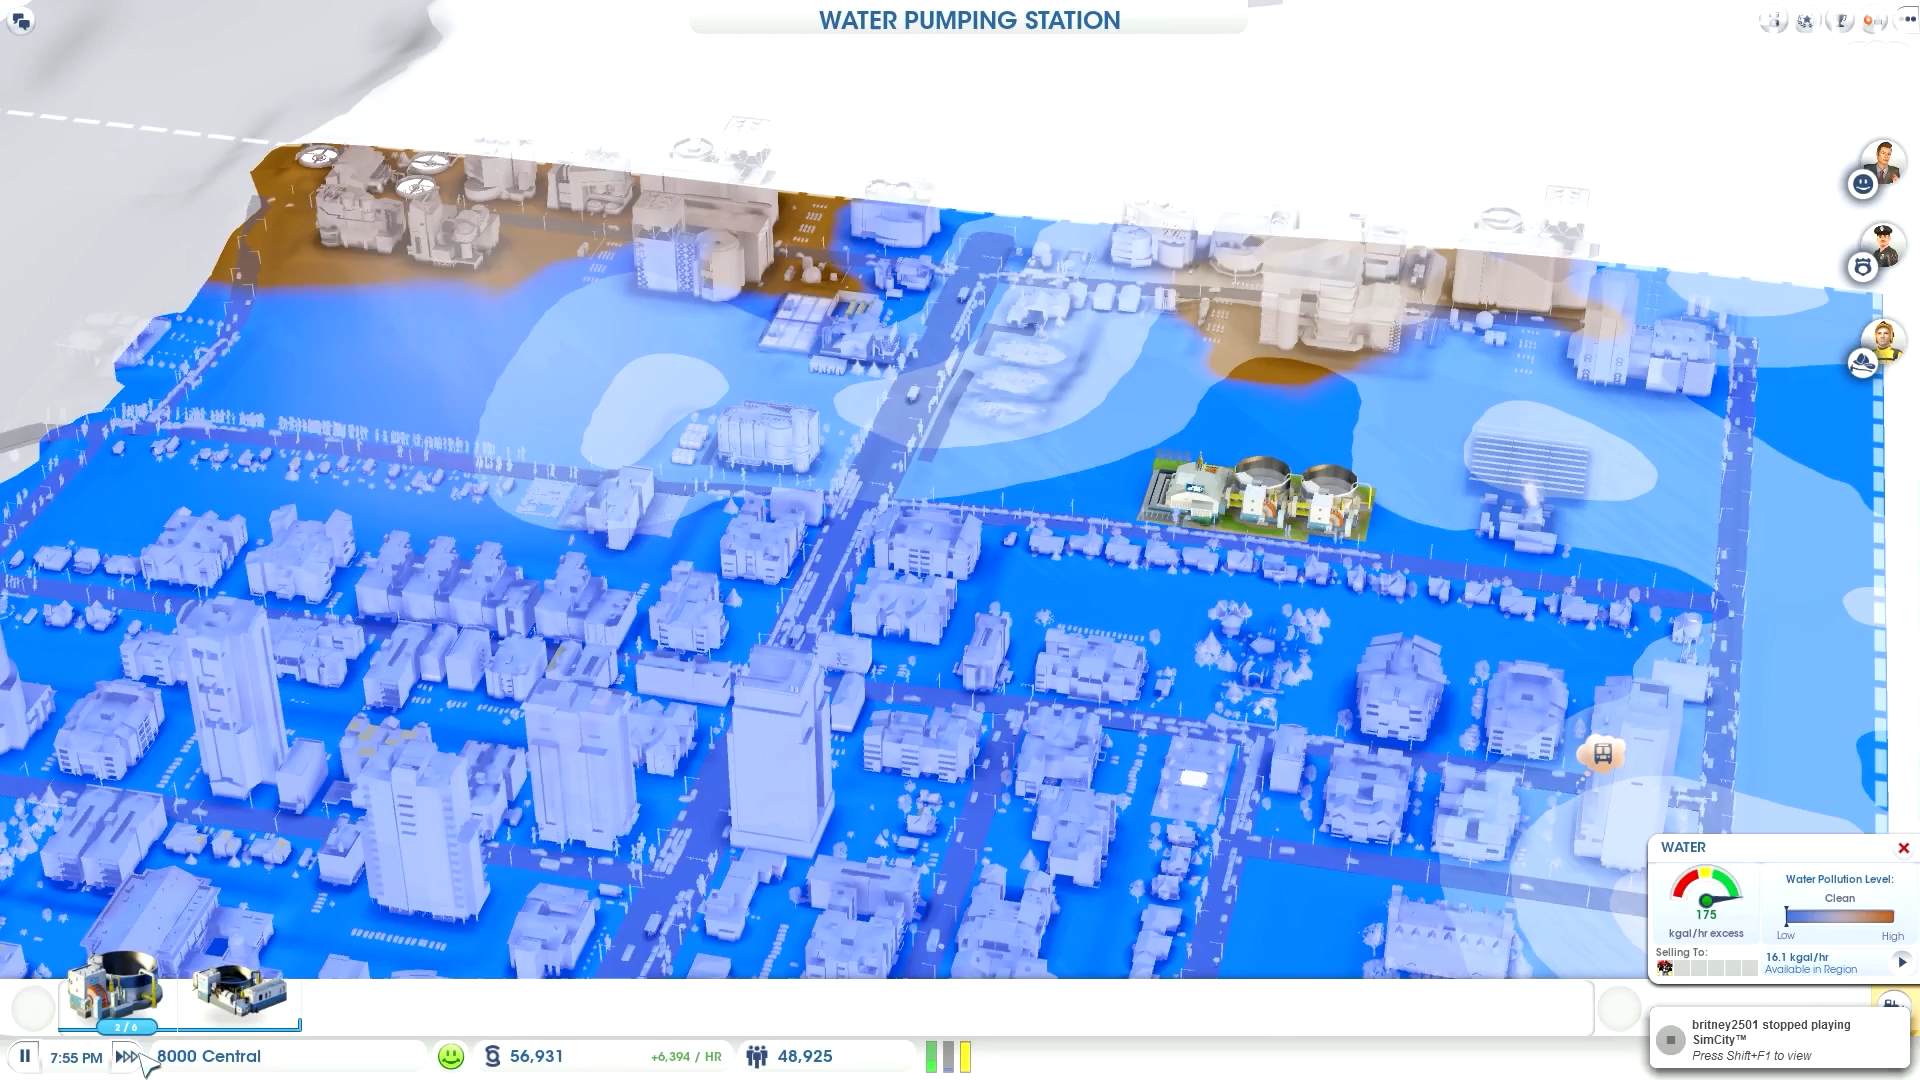 WATER PUMPING STATION
WATER
175
kgal/hr excess
Water Pollution Level:
Clean
Low
High
Selling To:
16.1 kgal/hr
Available in Region
2 / 6
7:55 PM
8000 Central
56,931
+6,394 / HR
48,925
britney2501 stopped playing
SimCity™
Press Shift+F1 to view